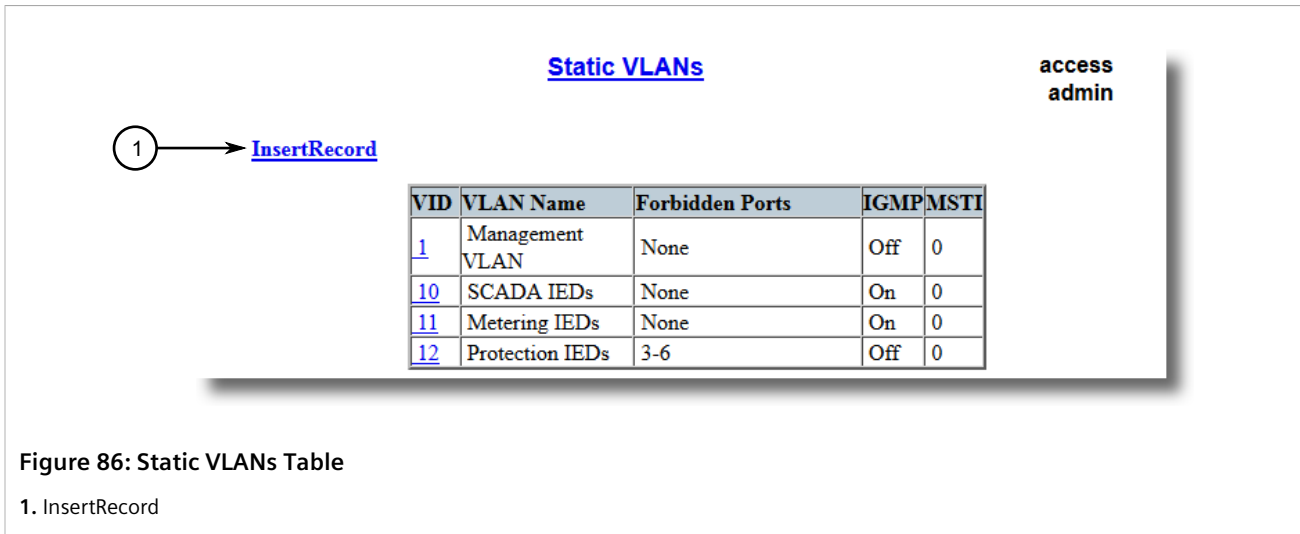 Static VLANs
access
admin
1
InsertRecord
VID VLAN Name Forbidden Ports IGMP MSTI
1 Management VLAN None Off 0
10 SCADA IEDs None On 0
11 Metering IEDs None On 0
12 Protection IEDs 3-6 Off 0
Figure 86: Static VLANs Table
1. InsertRecord